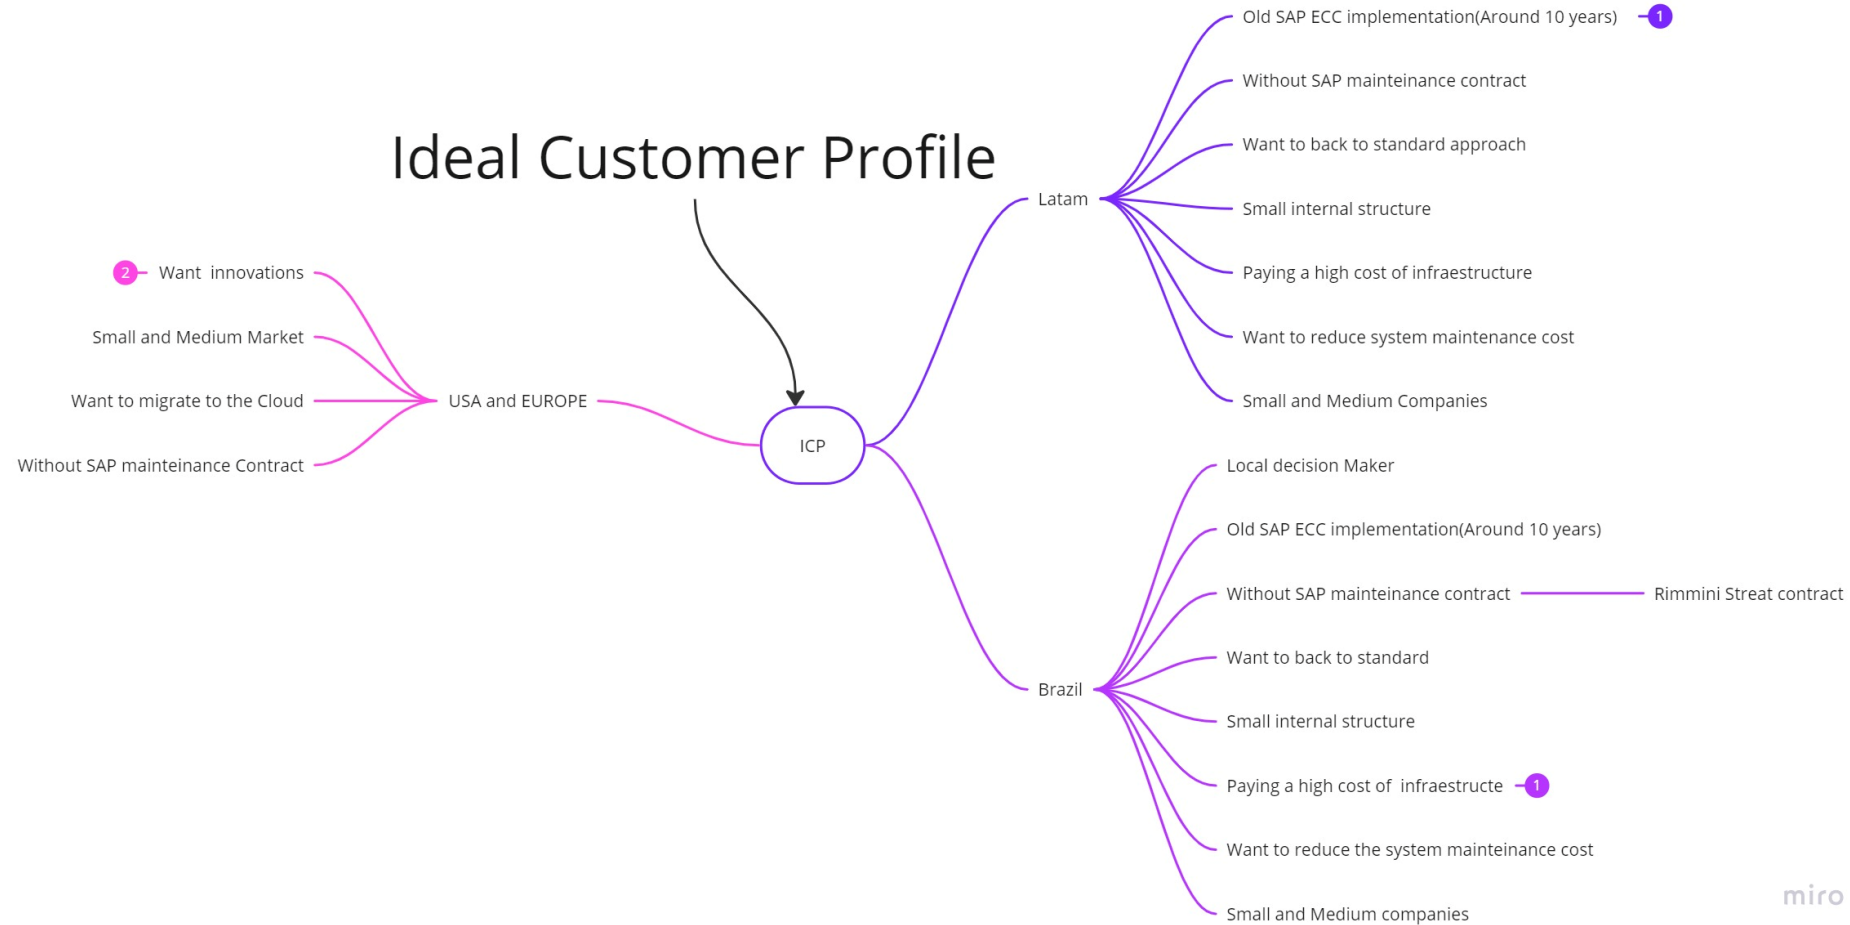 Ideal Customer Profile
ICP
Latam
Old SAP ECC implementation(Around 10 years)
1
Without SAP mainteinance contract
Want to back to standard approach
Small internal structure
Paying a high cost of infraestructure
Want to reduce system maintenance cost
Small and Medium Companies
Brazil
Local decision Maker
Old SAP ECC implementation(Around 10 years)
Without SAP mainteinance contract
Rimmini Streat contract
Want to back to standard
Small internal structure
Paying a high cost of  infraestructe
1
Want to reduce the system mainteinance cost
Small and Medium companies
USA and EUROPE
2
Want  innovations
Small and Medium Market
Want to migrate to the Cloud
Without SAP mainteinance Contract
miro